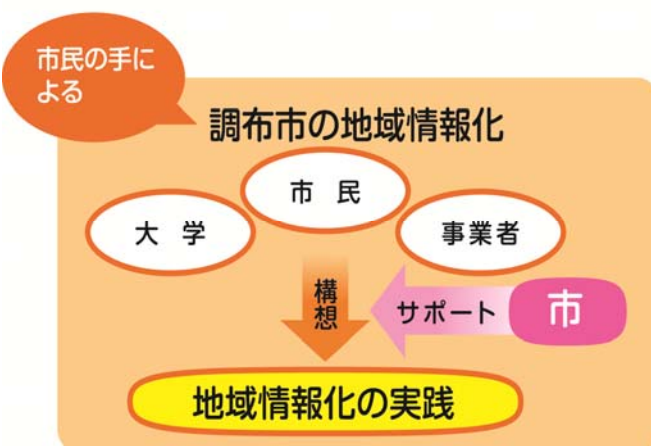 市民の手に
よる
調布市の地域情報化
市民
大学
事業者
構想
サポート
市
地域情報化の実践